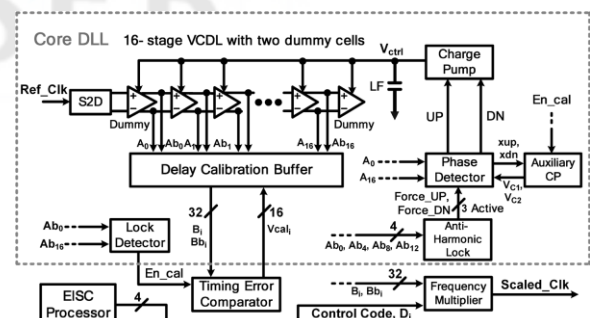 Core DLL 16- stage VCDL with two dummy cells
Vctrl
Charge
Pump
LF
Ref_Clk
S2D
Dummy
Dummy
UP
DN
En_cal
A0 Ab0 A1 Ab1 A16 Ab16
Delay Calibration Buffer
A0
A16
Phase
Detector
xup,
xdn
VC1,
VC2
Auxiliary
CP
Force_UP,
Force_DN
3 Active
32
Bi
Bbi
16
Vcali
4
Ab0, Ab4, Ab8, Ab12
Anti-
Harmonic
Lock
Ab0
Ab16
Lock
Detector
En_cal
Timing Error
Comparator
32
Bi, Bbi
Frequency
Multiplier
Scaled_Clk
EISC
Processor
4
Control Code, Di